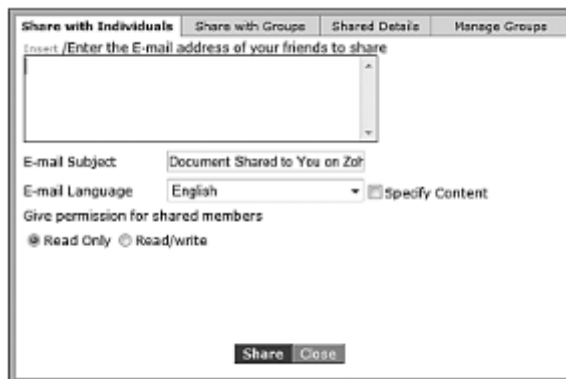 Share with Individuals Share with Groups Shared Details Manage Groups
Insert /Enter the E-mail address of your friends to share
E-mail Subject Document Shared to You on Zoh
E-mail Language English Specify Content
Give permission for shared members
Read Only Read/write
Share Close